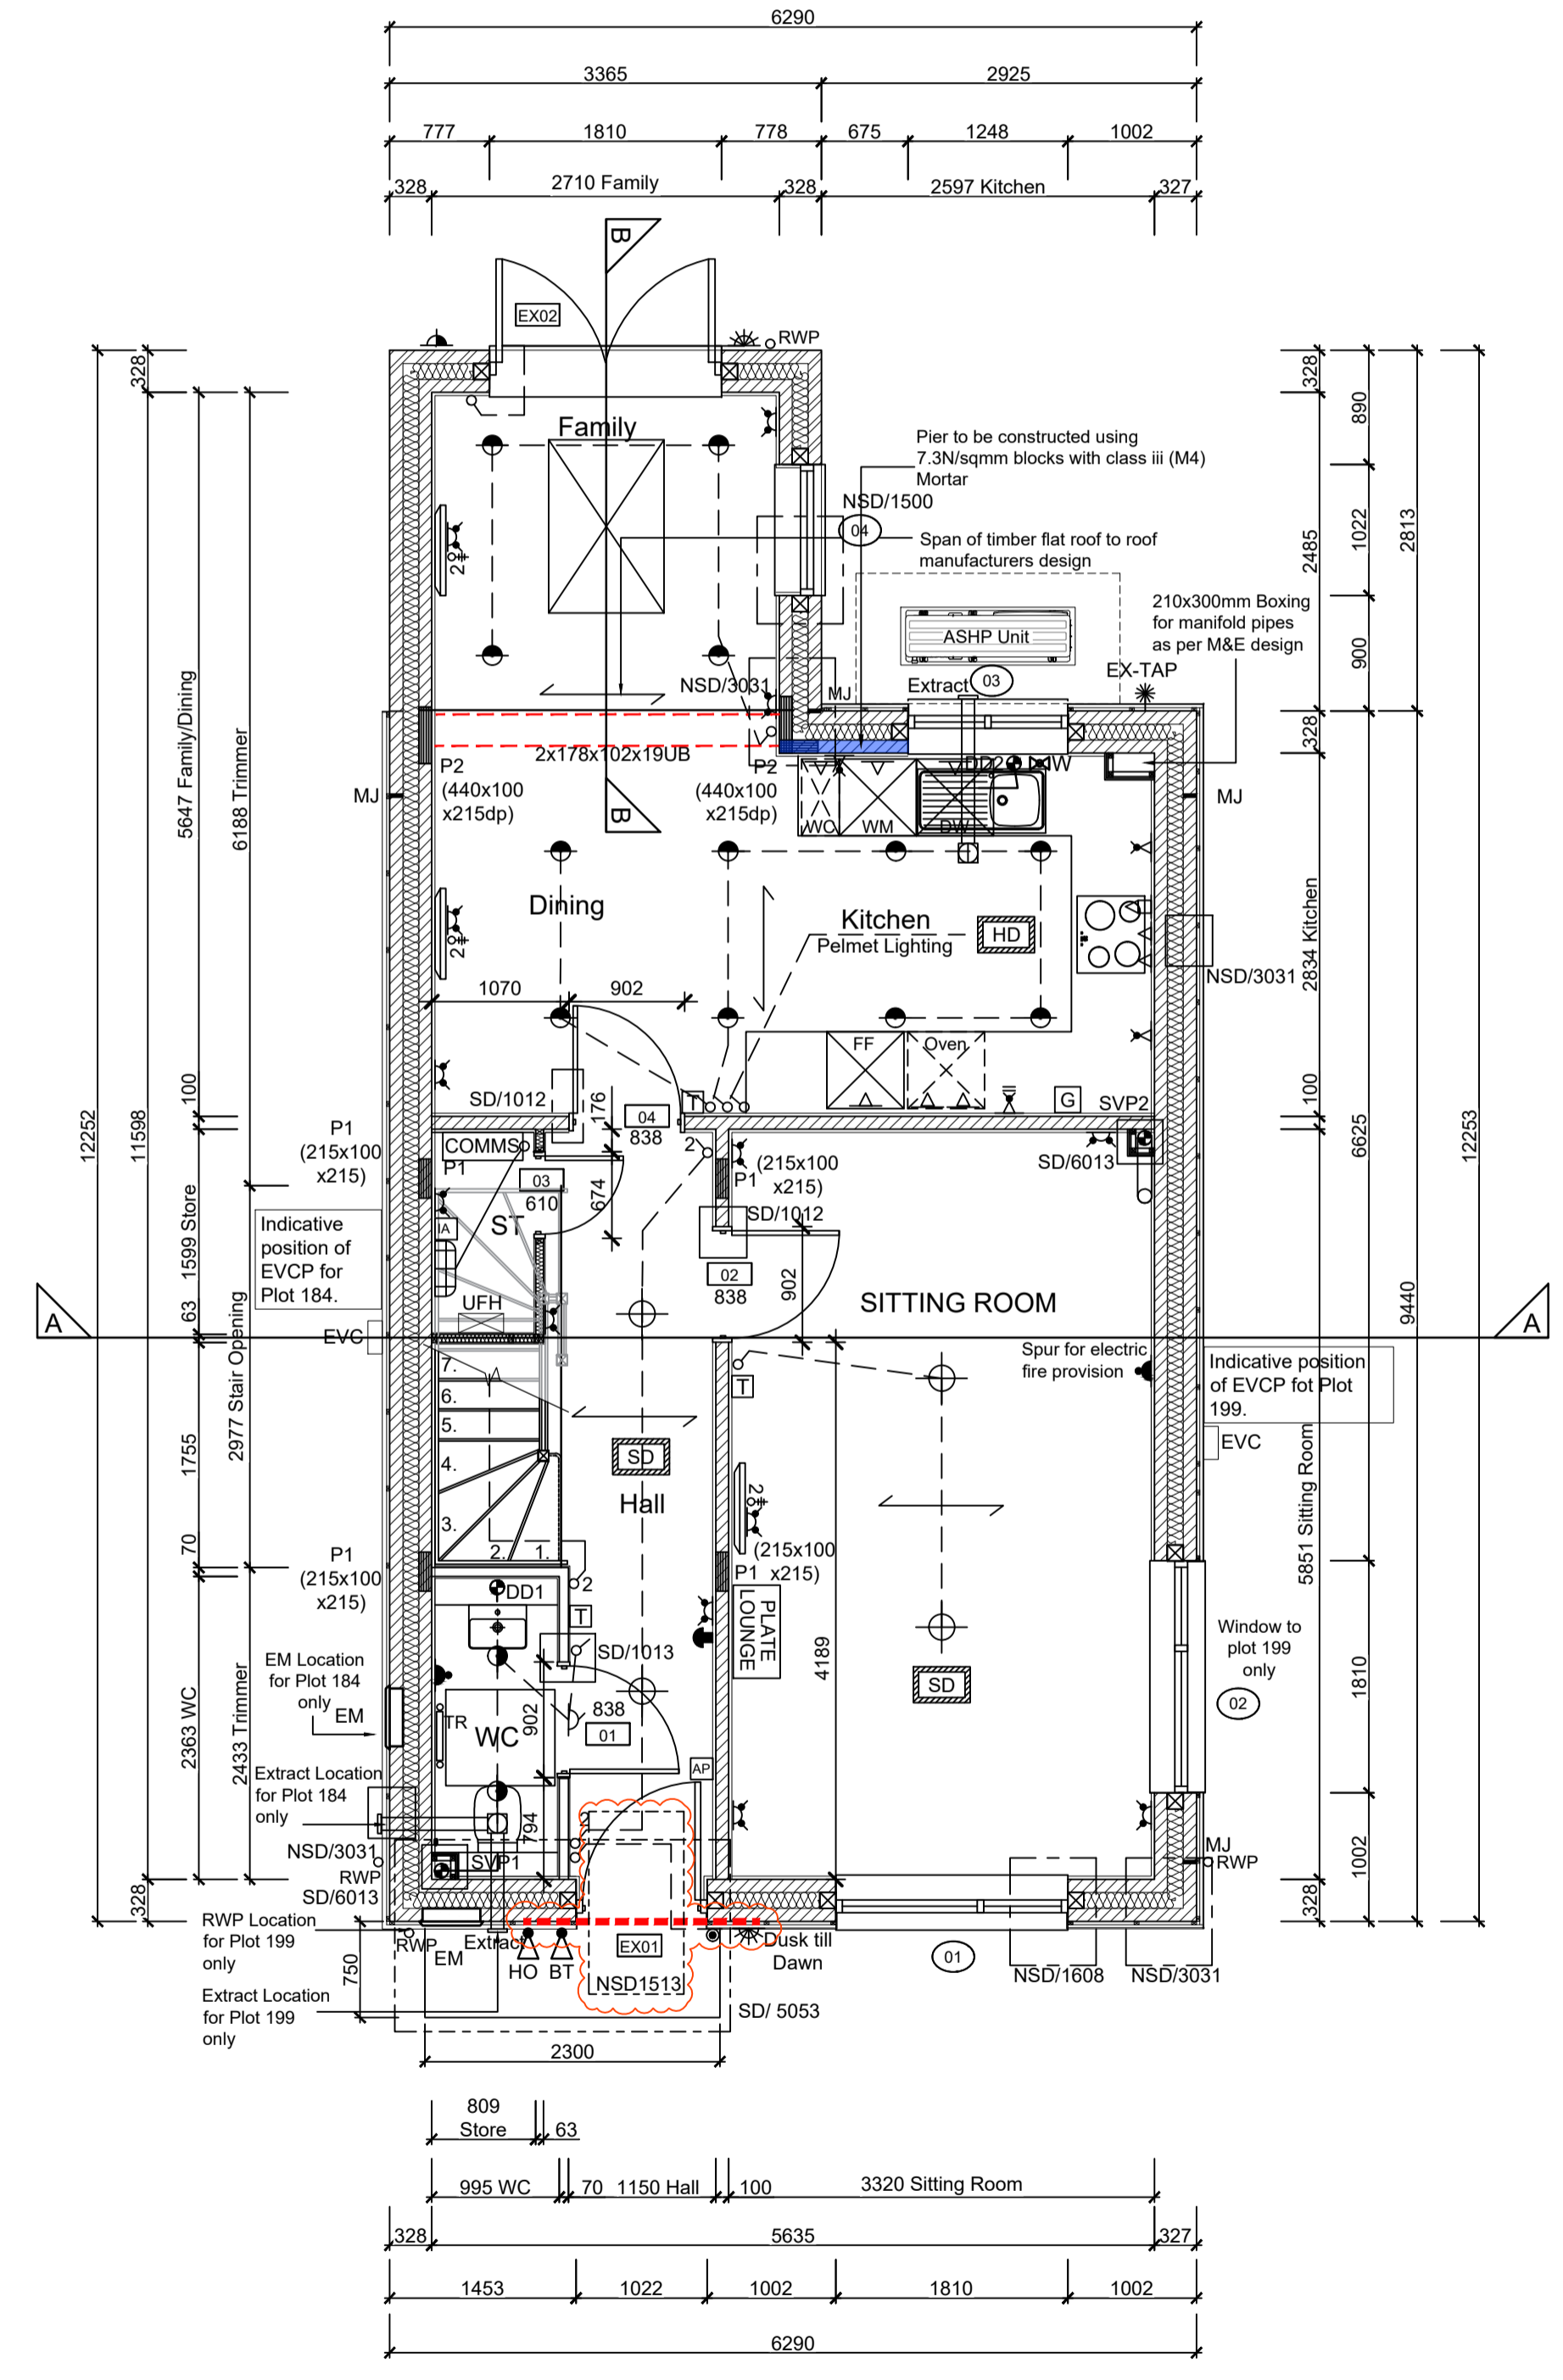 6290
3365
2925
777
1810
778
675
1248
1002
328
2710 Family
328
2597 Kitchen
327
B
EX02
RWP
328
328
890
Family
Pier to be constructed using
7.3N/sqmm blocks with class iii (M4)
Mortar
NSD/1500
04
Span of timber flat roof to roof
manufacturers design
2485
1022
2813
2
210x300mm Boxing
for manifold pipes
as per M&E design
ASHP Unit
900
EX-TAP
NSD/3031
MJ
Extract
03
5647 Family/Dining
6188 Trimmer
328
2x178x102x19UB
P2
(440x100
x215dp)
P2
(440x100
x215dp)
MJ
MJ
B
WC
WM
DW
Dining
Kitchen
Pelmet Lighting
HD
2
NSD/3031
2834 Kitchen
1070
902
FF
Oven
SD/1012
04
838
176
T
G
SVP2
100
100
12252
11598
6625
12253
P1
(215x100
x215)
COMMS
P1
2
P1
(215x100
x215)
SD/6013
03
610
674
SD/1012
ST
IA
1599 Store
Indicative
position of
EVCP for
Plot 184.
02
838
902
UFH
SITTING ROOM
63
9440
A
A
EVC
2977 Stair Opening
7.
6.
5.
4.
3.
2.
1.
T
Spur for electric
fire provision
Indicative position
of EVCP fot Plot
199.
EVC
SD
Hall
2
1755
5851 Sitting Room
70
P1
(215x100
x215)
P1
(215x100
x215)
DD1
2
T
PLATE
LOUNGE
SD/1013
4189
Window to
plot 199
only
02
1810
EM Location
for Plot 184
only
EM
TR
WC
902
838
01
SD
2363 WC
2433 Trimmer
AP
Extract Location
for Plot 184
only
794
2
NSD/3031
RWP
SD/6013
SVP1
MJ
RWP
1002
328
328
RWP Location
for Plot 199
only
RWP
EM
Extract
HO
BT
EX01
NSD1513
Dusk till
Dawn
01
NSD/1608
NSD/3031
750
Extract Location
for Plot 199
only
SD/ 5053
2300
809
Store
63
995 WC
70
1150 Hall
100
3320 Sitting Room
328
5635
327
1453
1022
1002
1810
1002
6290